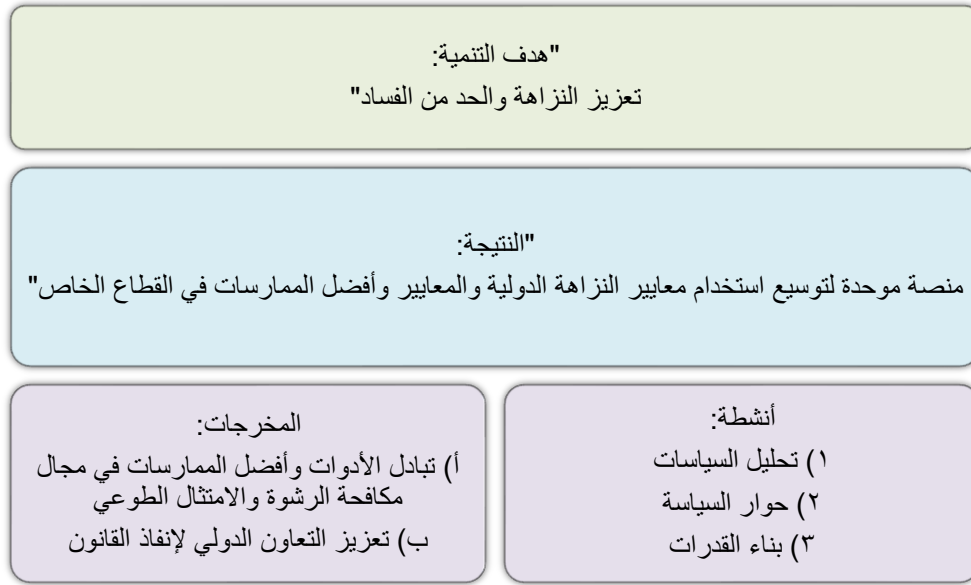 "هدف التنمية:
تعزيز النزاهة والحد من الفساد"
"النتيجة:
منصة موحدة لتوسيع استخدام معايير النزاهة الدولية والمعايير وأفضل الممارسات في القطاع الخاص"
أنشطة:
١) تحليل السياسات
٢) حوار السياسة
٣) بناء القدرات
المخرجات:
أ) تبادل الأدوات وأفضل الممارسات في مجال
مكافحة الرشوة والامتثال الطوعي
ب) تعزيز التعاون الدولي لإنفاذ القانون